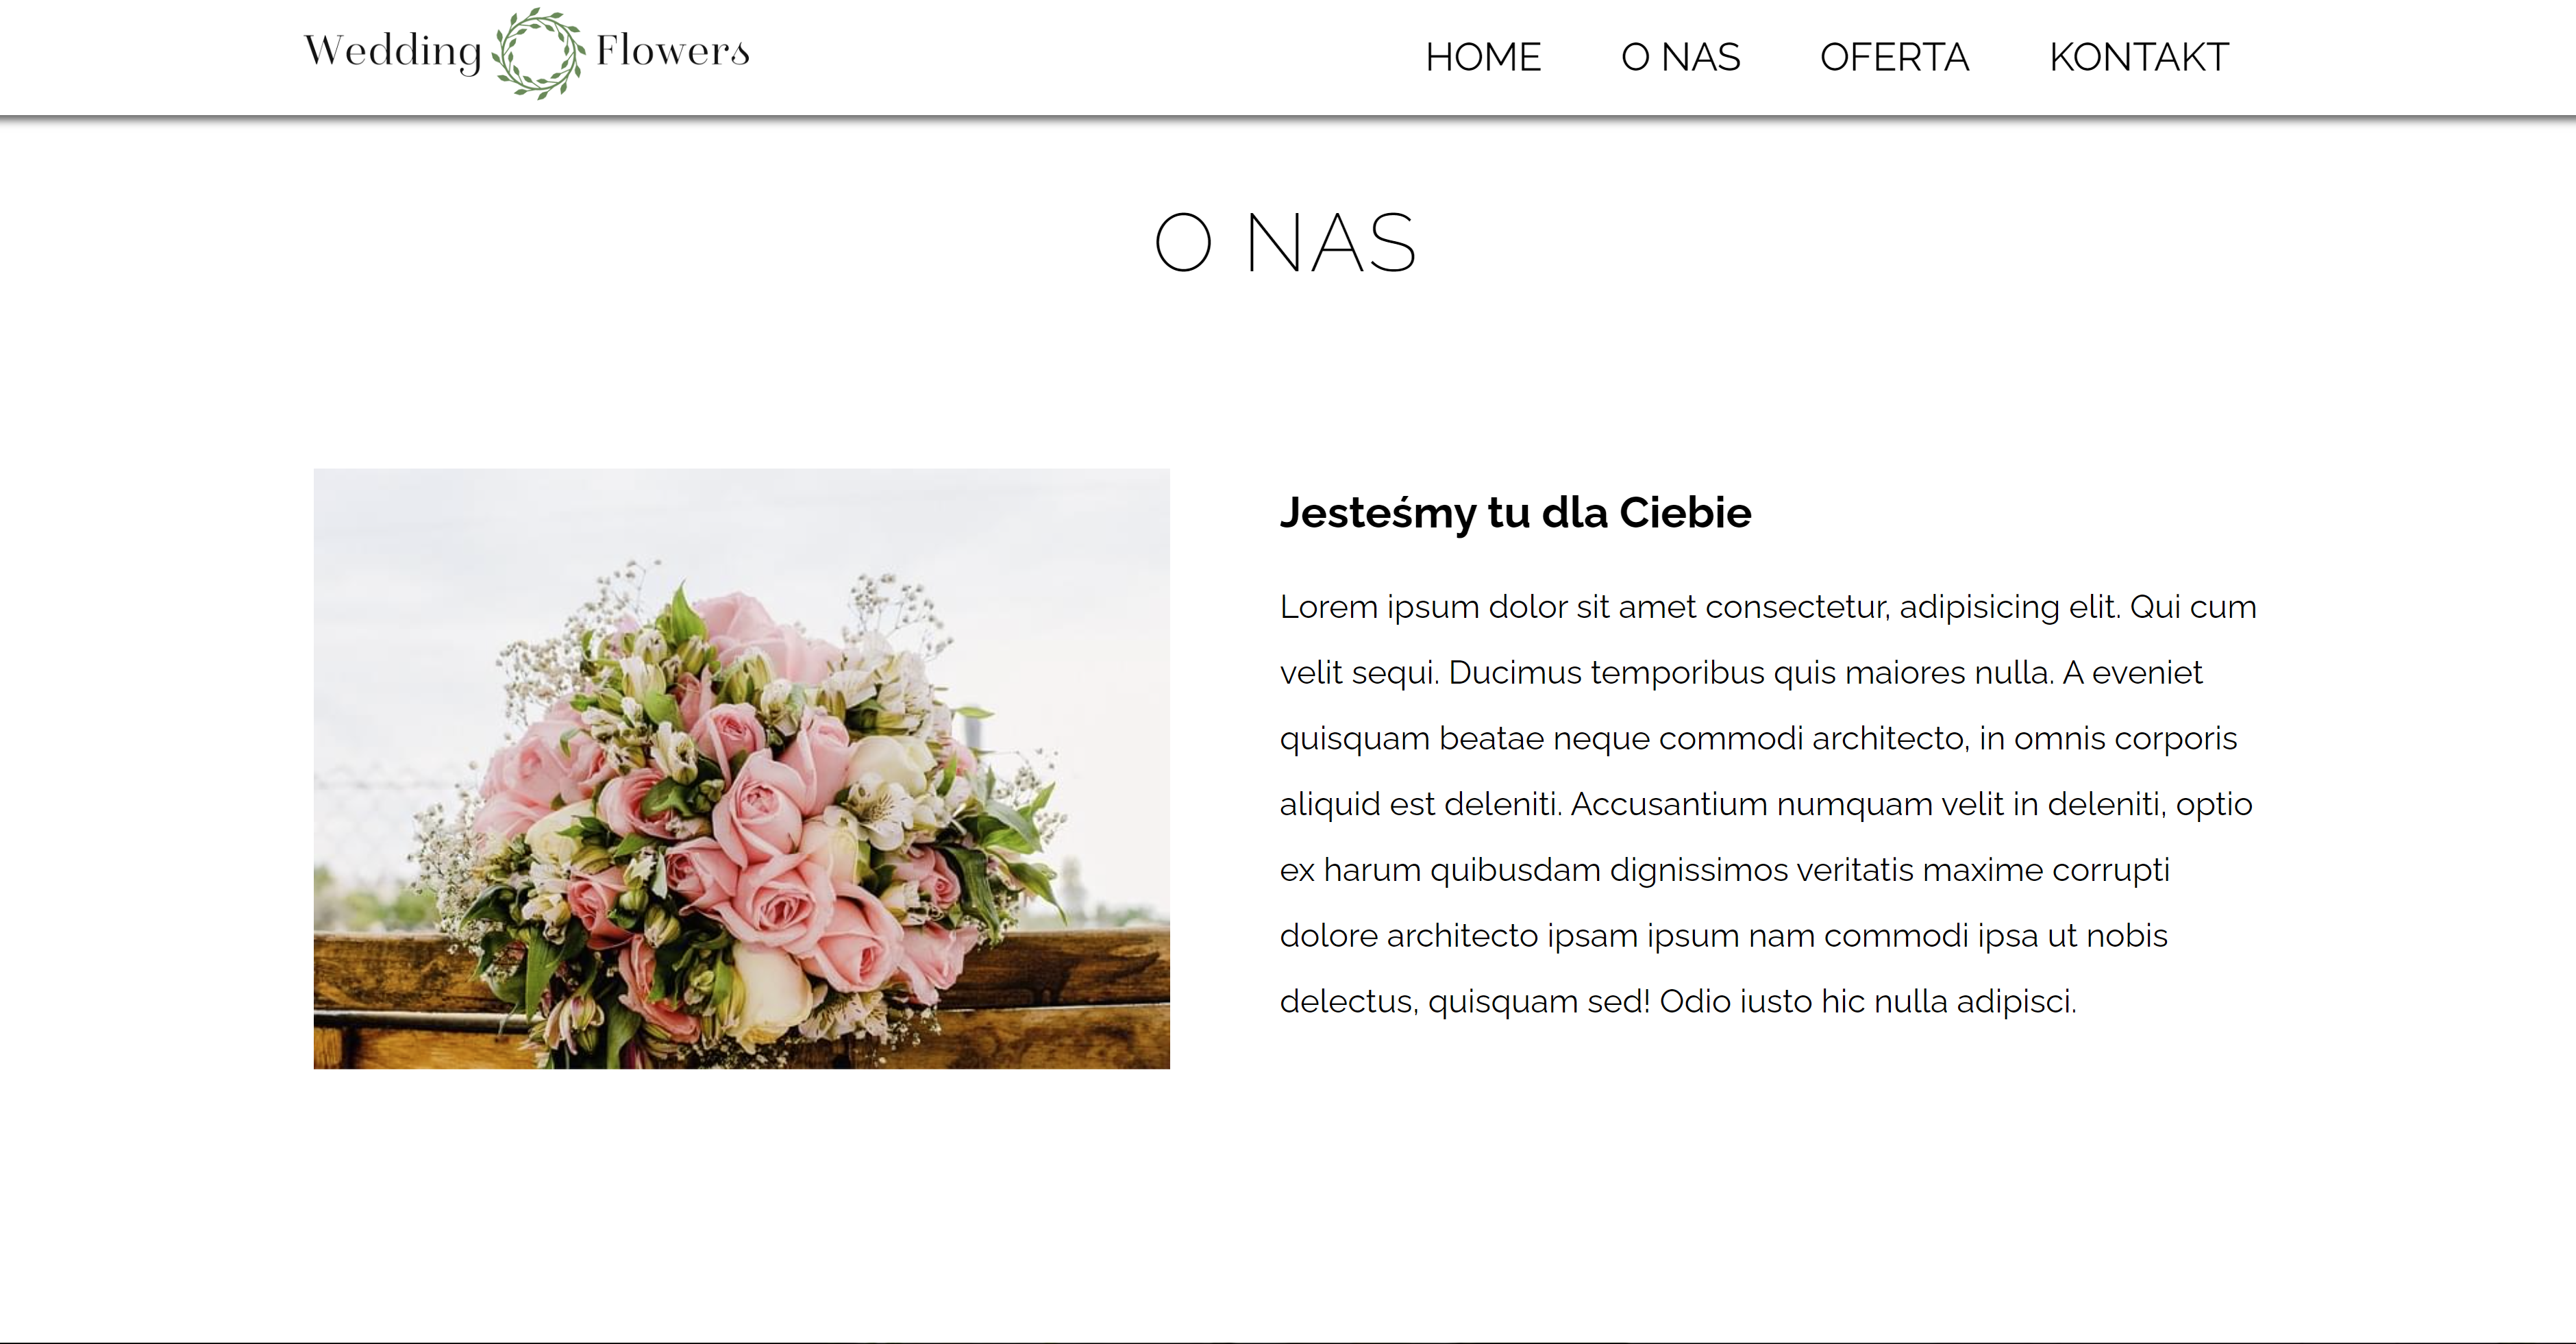 Wedding Flowers
HOME O NAS OFERTA KONTAKT
O NAS
Jesteśmy tu dla Ciebie
Lorem ipsum dolor sit amet consectetur, adipisicing elit. Qui cum
velit sequi. Ducimus temporibus quis maiores nulla. A eveniet
quisquam beatae neque commodi architecto, in omnis corporis
aliquid est deleniti. Accusantium numquam velit in deleniti, optio
ex harum quibusdam dignissimos veritatis maxime corrupti
dolore architecto ipsam ipsum nam commodi ipsa ut nobis
delectus, quisquam sed! Odio iusto hic nulla adipisci.